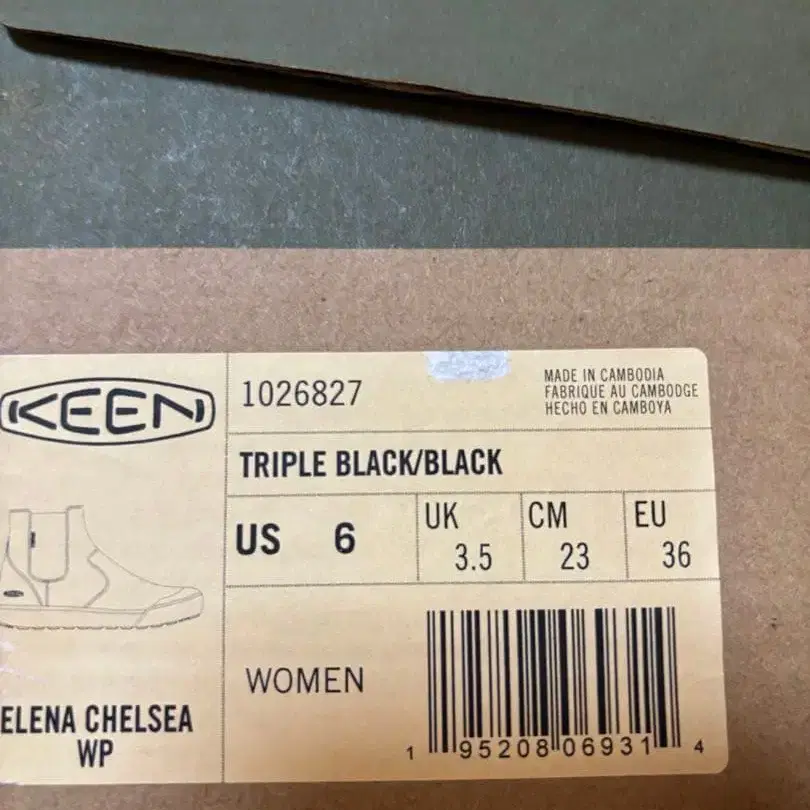 KEEN
1026827
MADE IN CAMBODIA
FABRIQUE AU CAMBODGE
HECHO EN CAMBOYA
TRIPLE BLACK/BLACK
US 6
UK 3.5
CM 23
EU 36
WOMEN
ELENA CHELSEA
WP
1 95208 06931 4